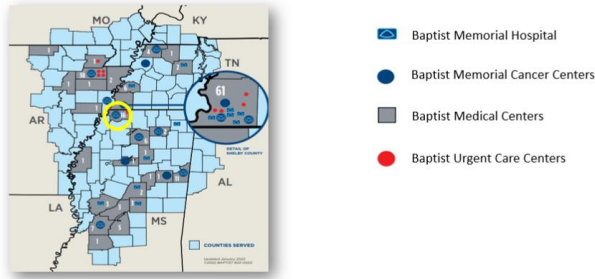 MO
KY
TN
61
AR
DETAIL OF
SHELBY COUNTY
AL
LA
MS
COUNTIES SERVED
Baptist Memorial Hospital
Baptist Memorial Cancer Centers
Baptist Medical Centers
Baptist Urgent Care Centers